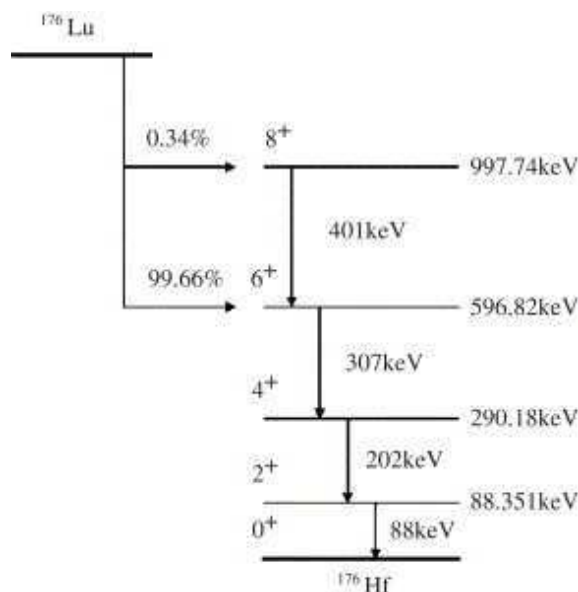 ¹⁷⁶Lu
0.34%
8⁺
997.74keV
401keV
99.66%
6⁺
596.82keV
307keV
4⁺
290.18keV
202keV
2⁺
88.351keV
0⁺
88keV
¹⁷⁶Hf